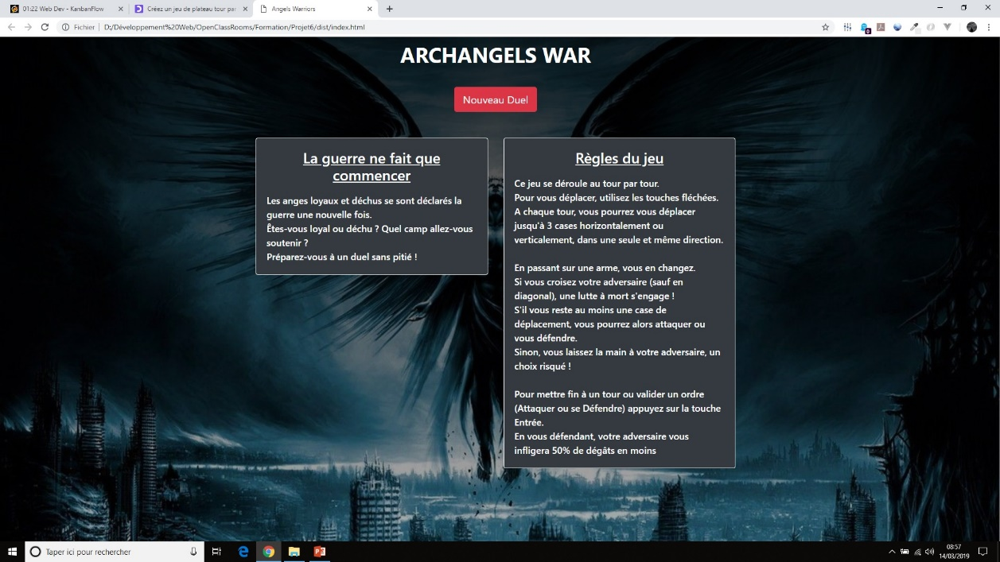 01:22 Web Dev - KanbanFlow
Créez un jeu de plateau tour par
Angels Warriors
Fichier
D:/Développement%20Web/OpenClassRooms/Formation/Projet6/dist/index.html
ARCHANGELS WAR
Nouveau Duel
La guerre ne fait que
commencer
Les anges loyaux et déchus se sont déclarés la
guerre une nouvelle fois.
Êtes-vous loyal ou déchu ? Quel camp allez-vous
soutenir ?
Préparez-vous à un duel sans pitié !
Règles du jeu
Ce jeu se déroule au tour par tour.
Pour vous déplacer, utilisez les touches fléchées.
A chaque tour, vous pourrez vous déplacer
jusqu'à 3 cases horizontalement ou
verticalement, dans une seule et même direction.
En passant sur une arme, vous en changez.
Si vous croisez votre adversaire (sauf en
diagonal), une lutte à mort s'engage !
S'il vous reste au moins une case de
déplacement, vous pourrez alors attaquer ou
vous défendre.
Sinon, vous laissez la main à votre adversaire, un
choix risqué !
Pour mettre fin à un tour ou valider un ordre
(Attaquer ou se Défendre) appuyez sur la touche
Entrée.
En vous défendant, votre adversaire vous
infligera 50% de dégâts en moins
Taper ici pour rechercher
08:57
14/03/2019